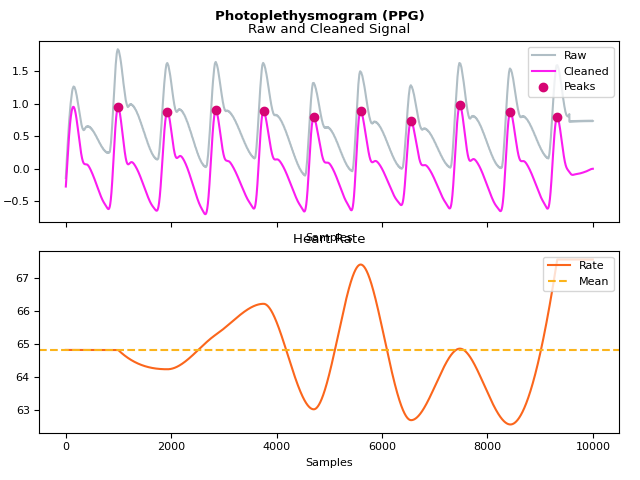 Photoplethysmogram (PPG)
Raw and Cleaned Signal
Raw
Cleaned
Peaks
1.5
1.0
0.5
0.0
−0.5
Samples
Heart Rate
Rate
Mean
67
66
65
64
63
0 2000 4000 6000 8000 10000
Samples